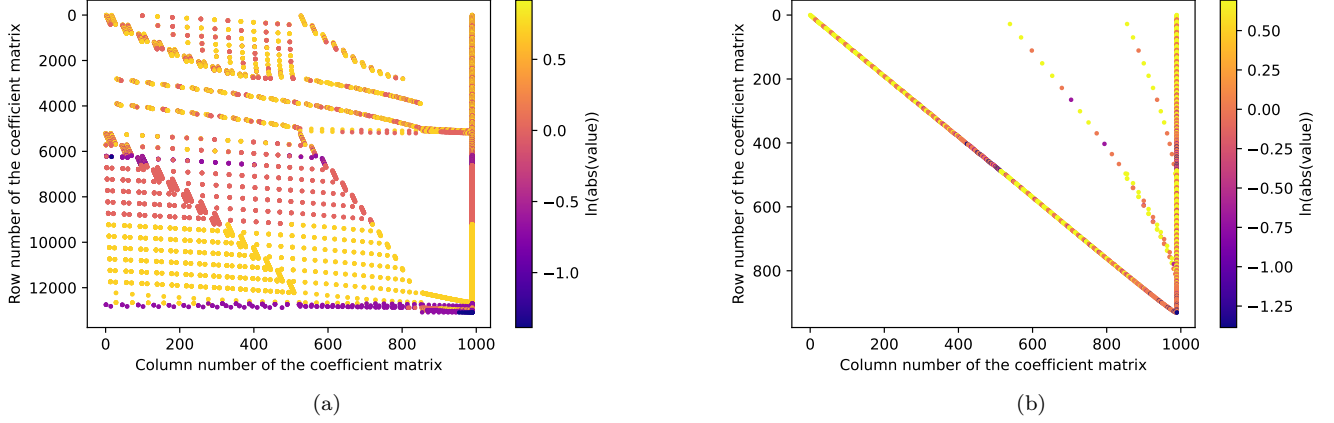 0
2000
4000
6000
8000
10000
12000
Row number of the coefficient matrix
0 200 400 600 800 1000
Column number of the coefficient matrix
0.5
0.0
−0.5
−1.0
ln(abs(value))
(a)
0
200
400
600
800
Row number of the coefficient matrix
0 200 400 600 800 1000
Column number of the coefficient matrix
0.50
0.25
0.00
−0.25
−0.50
−0.75
−1.00
−1.25
ln(abs(value))
(b)